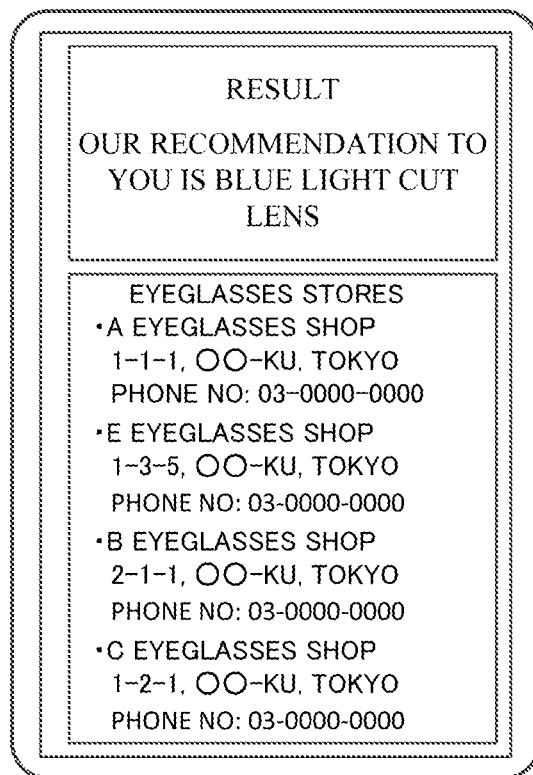 RESULT
OUR RECOMMENDATION TO
YOU IS BLUE LIGHT CUT
LENS
EYEGLASSES STORES
・A EYEGLASSES SHOP
1-1-1, ○○-KU, TOKYO
PHONE NO: 03-0000-0000
・E EYEGLASSES SHOP
1-3-5, ○○-KU, TOKYO
PHONE NO: 03-0000-0000
・B EYEGLASSES SHOP
2-1-1, ○○-KU, TOKYO
PHONE NO: 03-0000-0000
・C EYEGLASSES SHOP
1-2-1, ○○-KU, TOKYO
PHONE NO: 03-0000-0000